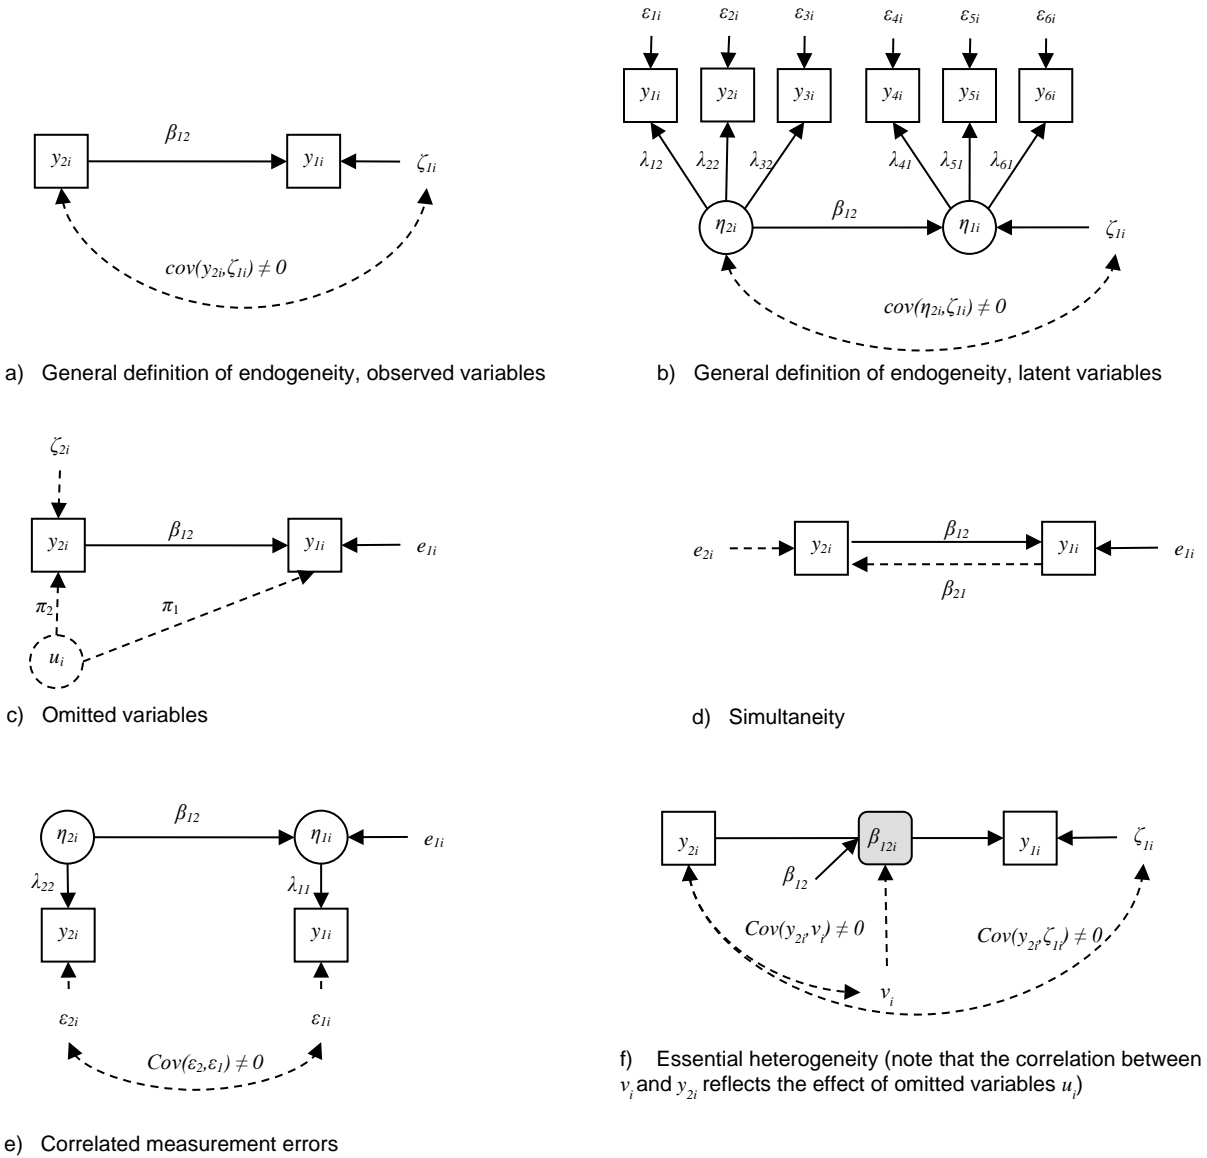 β12
y2i
y1i
ζ1i
cov(y2i,ζ1i) ≠ 0
a) General definition of endogeneity, observed variables
ε1i ε2i ε3i ε4i ε5i ε6i
y1i y2i y3i y4i y5i y6i
λ12 λ22 λ32 λ41 λ51 λ61
β12
η2i η1i ζ1i
cov(η2i,ζ1i) ≠ 0
b) General definition of endogeneity, latent variables
ζ2i
β12
y2i y1i e1i
π2 π1
ui
c) Omitted variables
β12
e2i y2i y1i e1i
β21
d) Simultaneity
β12
η2i η1i e1i
λ22 λ11
y2i y1i
ε2i ε1i
Cov(ε2,ε1) ≠ 0
e) Correlated measurement errors
y2i β12i y1i ζ1i
β12
Cov(y2i,vi) ≠ 0 Cov(y2i,ζ1i) ≠ 0
vi
f) Essential heterogeneity (note that the correlation between
vi and y2i reflects the effect of omitted variables ui)